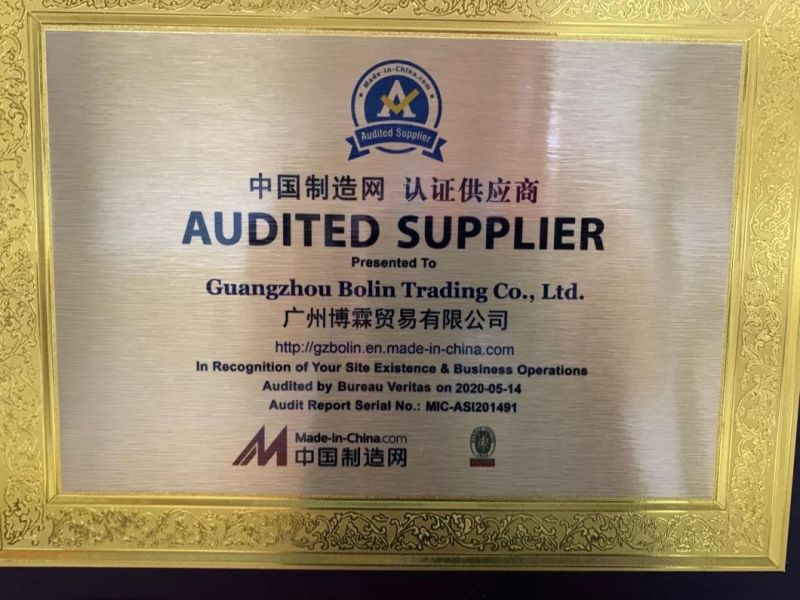 Made-in-China.com
Audited Supplier
中国制造网 认证供应商
AUDITED SUPPLIER
Presented To
Guangzhou Bolin Trading Co., Ltd.
广州博霖贸易有限公司
http://gzbolin.en.made-in-china.com
In Recognition of Your Site Existence & Business Operations
Audited by Bureau Veritas on 2020-05-14
Audit Report Serial No.: MIC-ASI201491
Made-in-China.com
中国制造网